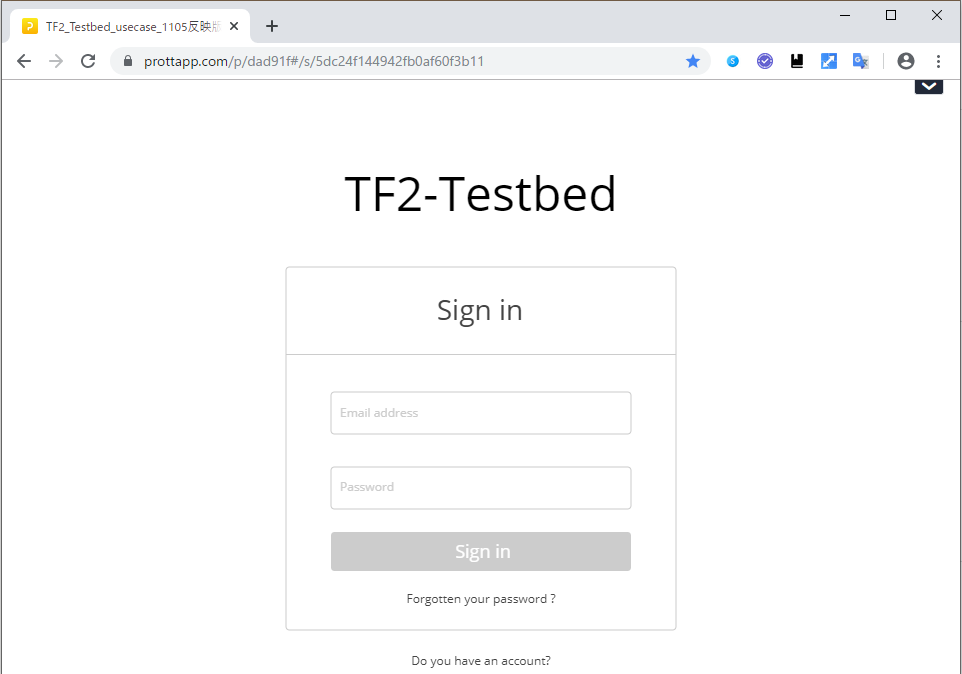 TF2_Testbed_usecase_1105反映版
prottapp.com/p/dad91f#/s/5dc24f144942fb0af60f3b11
TF2-Testbed
Sign in
Email address
Password
Sign in
Forgotten your password ?
Do you have an account?